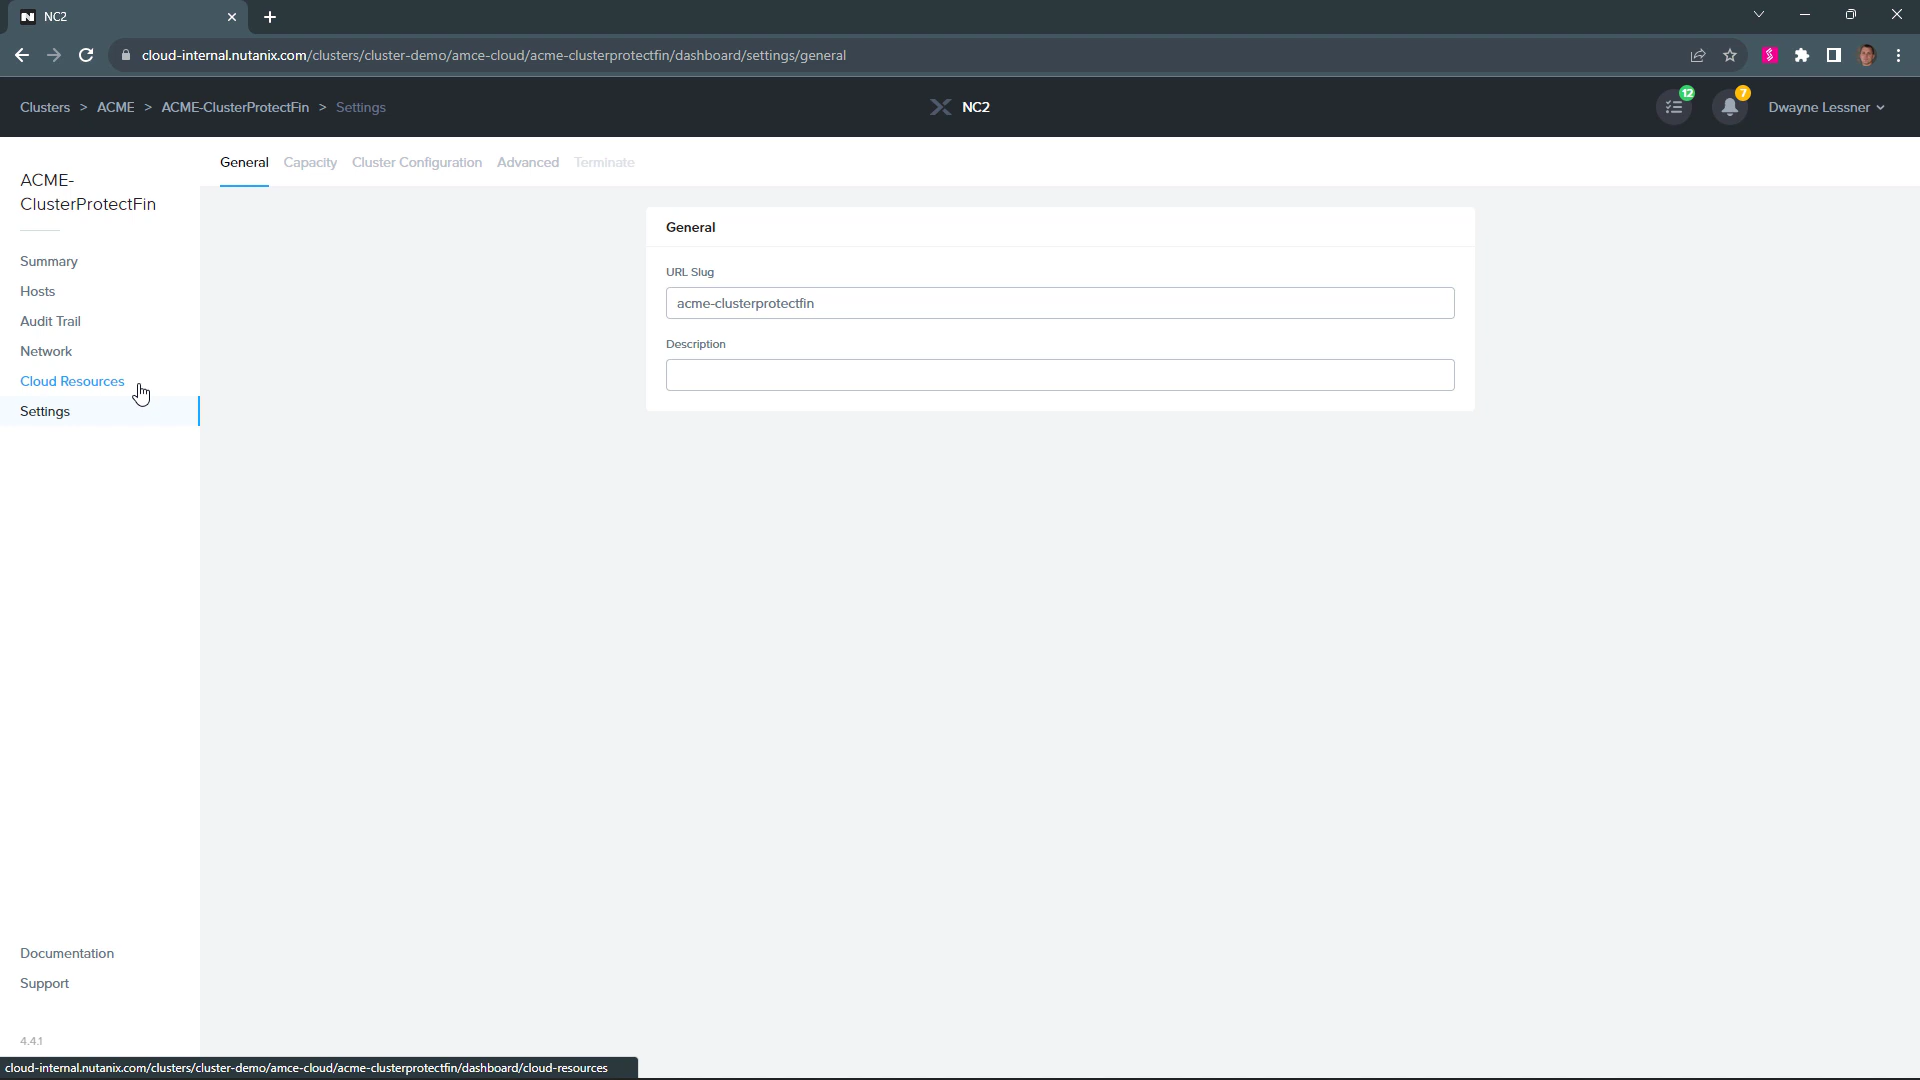 NC2
cloud-internal.nutanix.com/clusters/cluster-demo/amce-cloud/acme-clusterprotectfin/dashboard/settings/general
Clusters > ACME > ACME-ClusterProtectFin > Settings
NC2
12
7
Dwayne Lessner
General Capacity Cluster Configuration Advanced Terminate
ACME-
ClusterProtectFin
Summary
Hosts
Audit Trail
Network
Cloud Resources
Settings
General
URL Slug
acme-clusterprotectfin
Description
Documentation
Support
4.4.1
cloud-internal.nutanix.com/clusters/cluster-demo/amce-cloud/acme-clusterprotectfin/dashboard/cloud-resources